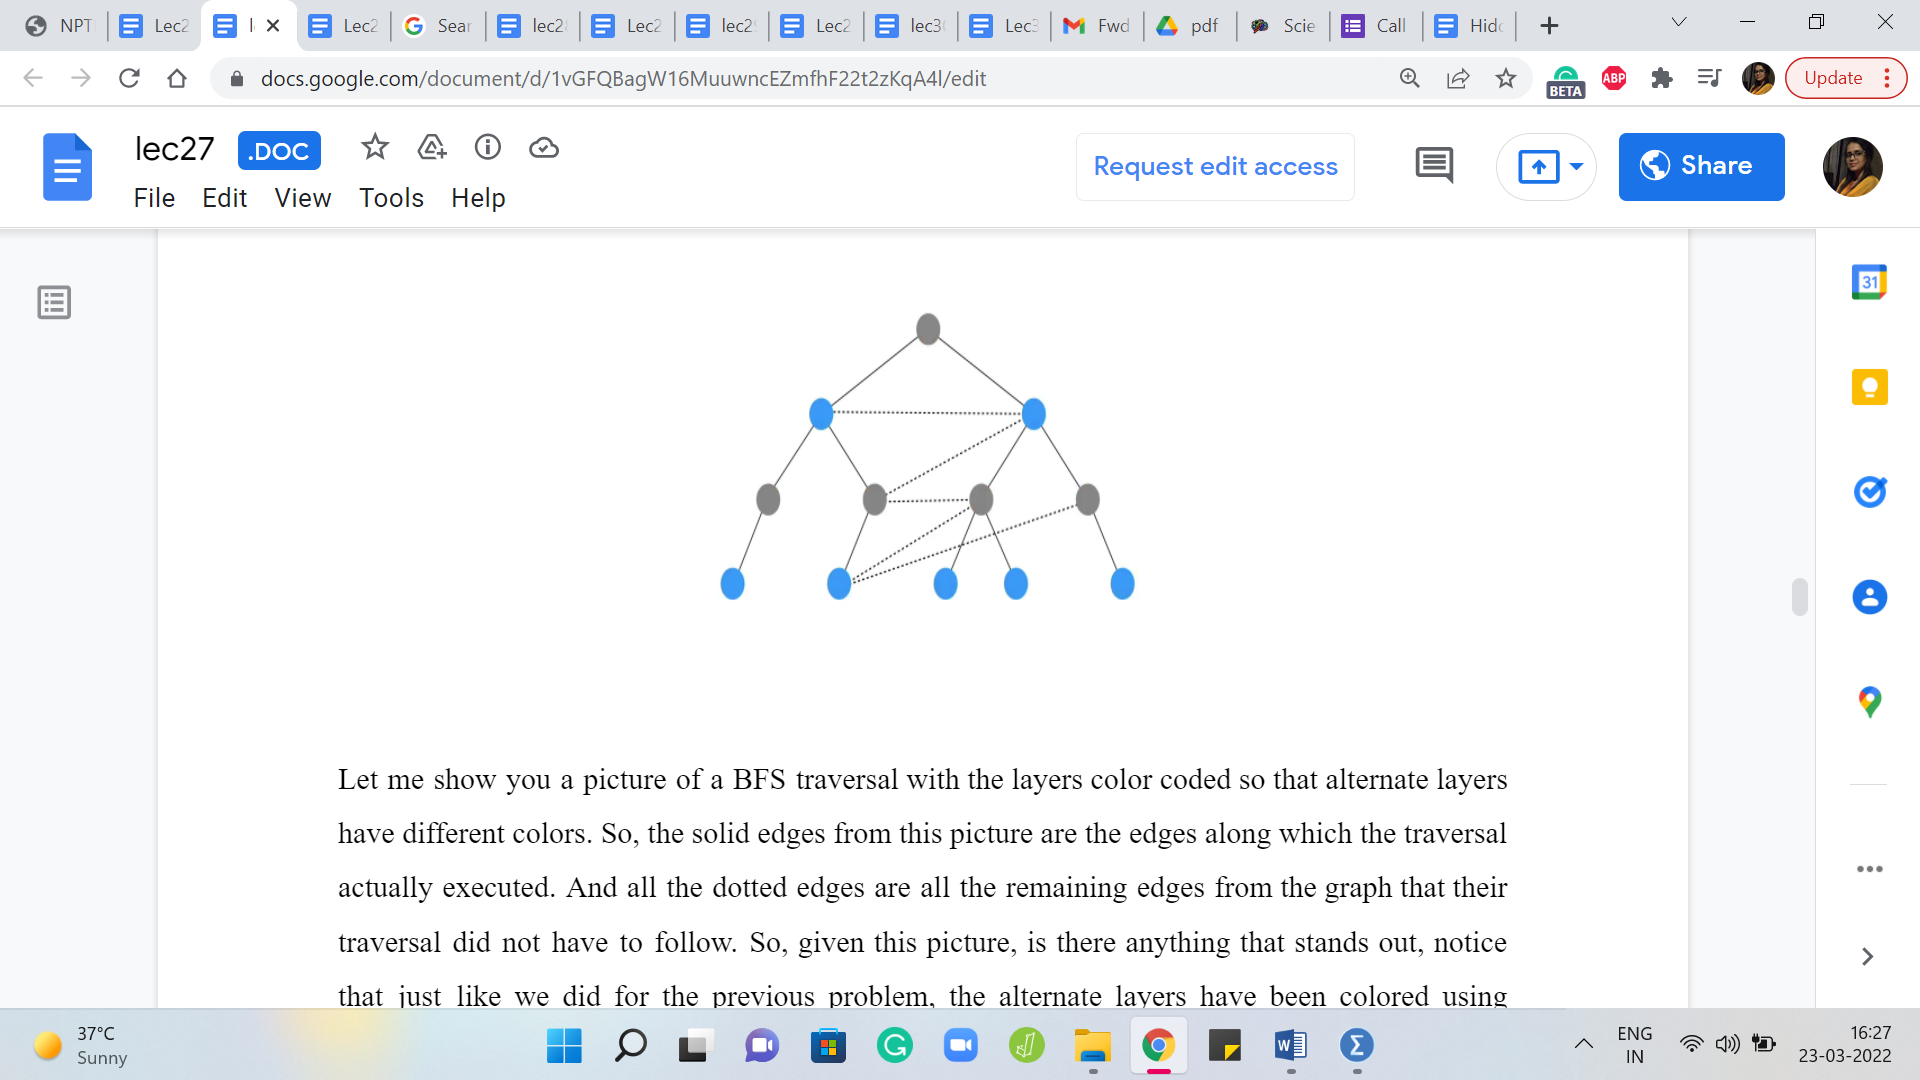 NPT
Lec2
l
Lec2
Sear
lec2
Lec2
lec2
Lec2
lec3
Lec3
Fwd
pdf
Scie
Call
Hidd
docs.google.com/document/d/1vGFQBagW16MuuwncEZmfhF22t2zKqA4l/edit
BETA
ABP
Update
lec27 .DOC
File Edit View Tools Help
Request edit access
Share
31
Let me show you a picture of a BFS traversal with the layers color coded so that alternate layers
have different colors. So, the solid edges from this picture are the edges along which the traversal
actually executed. And all the dotted edges are all the remaining edges from the graph that their
traversal did not have to follow. So, given this picture, is there anything that stands out, notice
that just like we did for the previous problem, the alternate layers have been colored using
37°C
Sunny
ENG
IN
16:27
23-03-2022